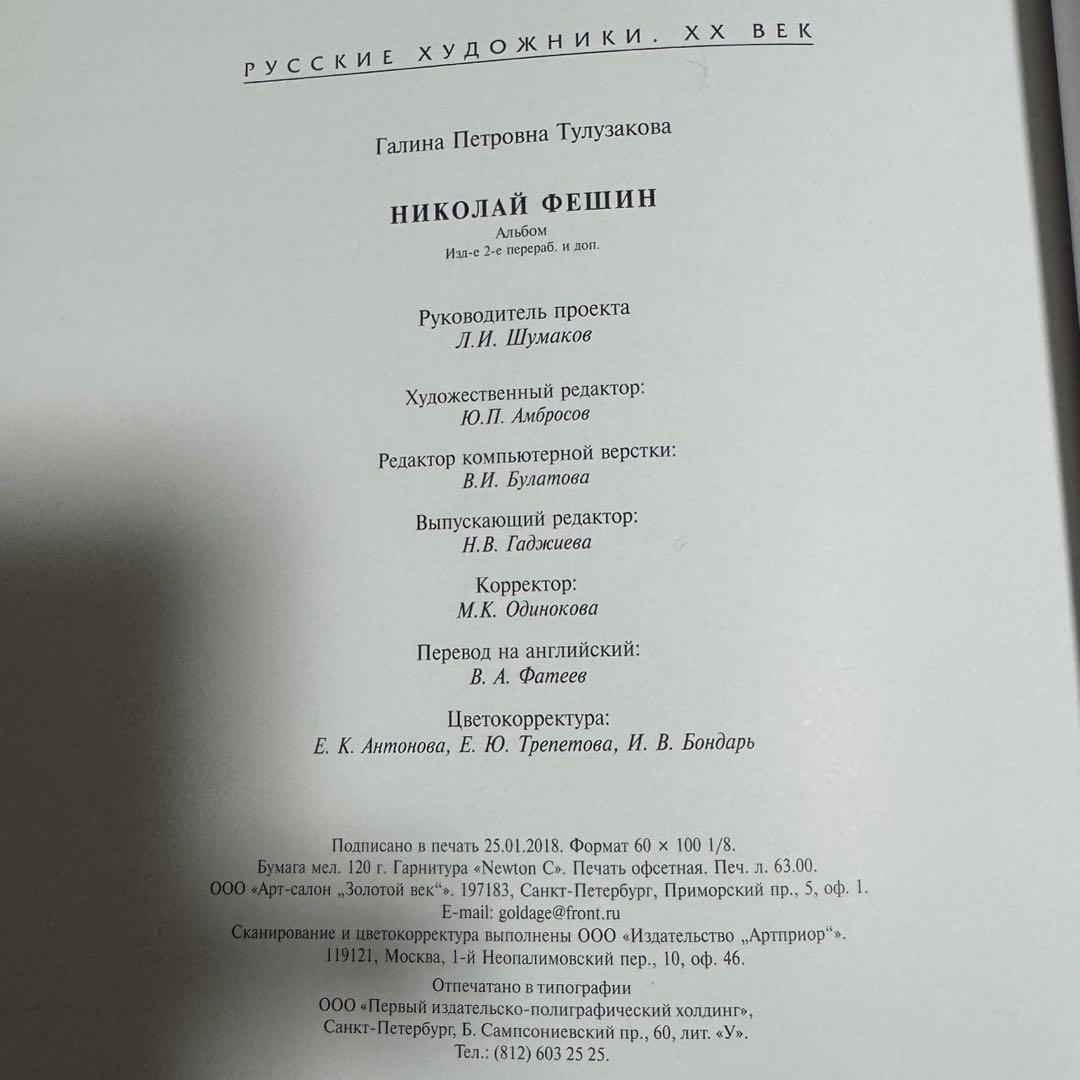 РУССКИЕ ХУДОЖНИКИ. XX ВЕК
Галина Петровна Тулузакова
НИКОЛАЙ ФЕШИН
Альбом
Изд-е 2-е перераб. и доп.
Руководитель проекта
Л.И. Шумаков
Художественный редактор:
Ю.П. Амбросов
Редактор компьютерной верстки:
В.И. Булатова
Выпускающий редактор:
Н.В. Гаджиева
Корректор:
М.К. Одинокова
Перевод на английский:
В. А. Фатеев
Цветокорректура:
Е. К. Антонова, Е. Ю. Трепетова, И. В. Бондарь
Подписано в печать 25.01.2018. Формат 60 × 100 1/8.
Бумага мел. 120 г. Гарнитура «Newton C». Печать офсетная. Печ. л. 63.00.
ООО «Арт-салон „Золотой век“». 197183, Санкт-Петербург, Приморский пр., 5, оф. 1.
E-mail: goldage@front.ru
Сканирование и цветокорректура выполнены ООО «Издательство „Артприор“».
119121, Москва, 1-й Неопалимовский пер., 10, оф. 46.
Отпечатано в типографии
ООО «Первый издательско-полиграфический холдинг»,
Санкт-Петербург, Б. Сампсониевский пр., 60, лит. «У».
Тел.: (812) 603 25 25.